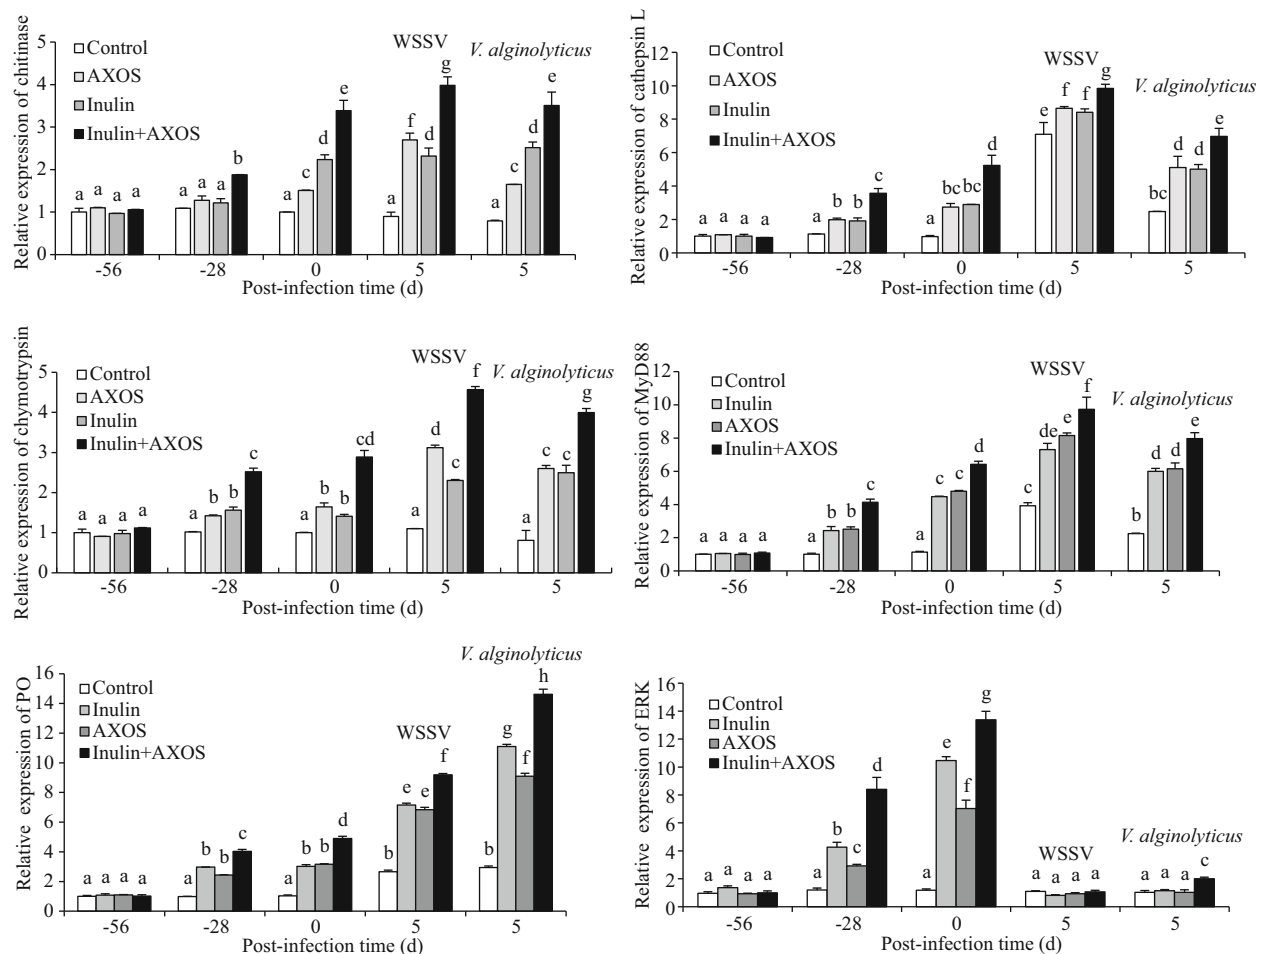 Relative expression of chitinase
5
4
3
2
1
0
Control
AXOS
Inulin
Inulin+AXOS
WSSV
V. alginolyticus
a a a a
a a a b
a c d e
a f d g
a c d e
-56 -28 0 5 5
Post-infection time (d)
Relative expression of cathepsin L
12
10
8
6
4
2
0
Control
AXOS
Inulin
Inulin+AXOS
WSSV
V. alginolyticus
a a a a
a b b c
a bc bc d
e f f g
bc d d e
-56 -28 0 5 5
Post-infection time (d)
Relative expression of chymotrypsin
5
4
3
2
1
0
Control
AXOS
Inulin
Inulin+AXOS
WSSV
V. alginolyticus
a a a a
a b b c
a b b cd
a d c f
a c c g
-56 -28 0 5 5
Post-infection time (d)
Relative expression of MyD88
12
10
8
6
4
2
0
Control
Inulin
AXOS
Inulin+AXOS
WSSV
V. alginolyticus
a a a a
a b b c
a c c d
c de e f
b d d e
-56 -28 0 5 5
Post-infection time (d)
Relative expression of PO
16
14
12
10
8
6
4
2
0
Control
Inulin
AXOS
Inulin+AXOS
WSSV
V. alginolyticus
a a a a
a b b c
a b b d
b e e f
b g f h
-56 -28 0 5 5
Post-infection time (d)
Relative expression of ERK
16
14
12
10
8
6
4
2
0
Control
Inulin
AXOS
Inulin+AXOS
WSSV
V. alginolyticus
a a a a
a b c d
a e f g
a a a a
a a a c
-56 -28 0 5 5
Post-infection time (d)